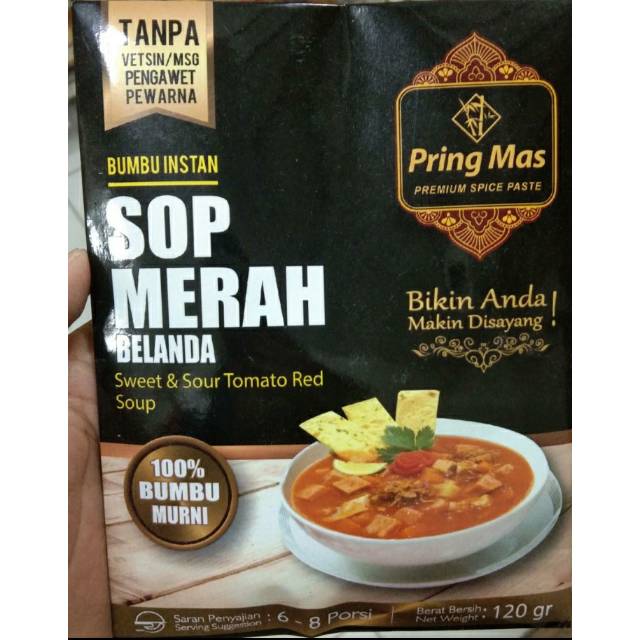 TANPA
VETSIN/MSG
PENGAWET
PEWARNA
Pring Mas
PREMIUM SPICE PASTE
BUMBU INSTAN
SOP
MERAH
BELANDA
Sweet & Sour Tomato Red
Soup
Bikin Anda
Makin Disayang !
100%
BUMBU
MURNI
Saran Penyajian
Serving Suggestion : 6 - 8 Porsi
Berat Bersih
Net Weight : 120 gr